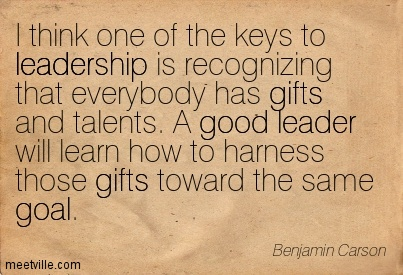 I think one of the keys to
leadership is recognizing
that everybody has gifts
and talents. A good leader
will learn how to harness
those gifts toward the same
goal.
Benjamin Carson
meetville.com